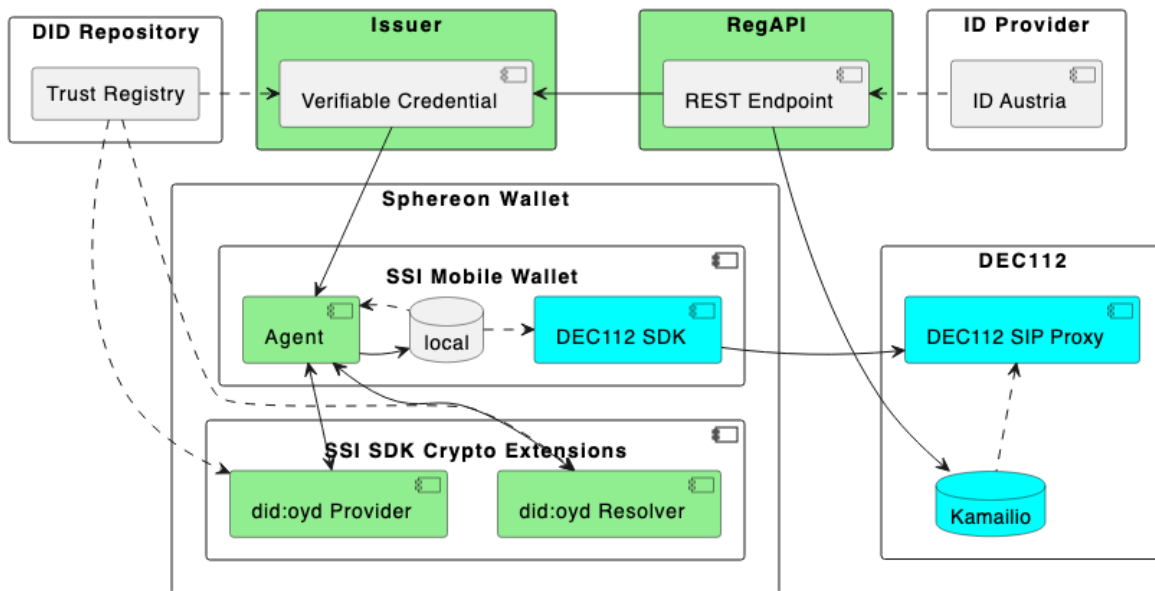 DID Repository
Issuer
RegAPI
ID Provider
Trust Registry
Verifiable Credential
REST Endpoint
ID Austria
Sphereon Wallet
SSI Mobile Wallet
DEC112
Agent
local
DEC112 SDK
DEC112 SIP Proxy
SSI SDK Crypto Extensions
did:oyd Provider
did:oyd Resolver
Kamailio